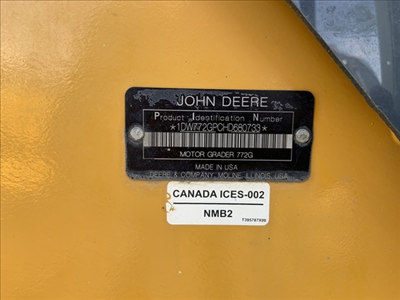 JOHN DEERE
Product Identification Number
*1DW772GPCHD680733*
MOTOR GRADER 772G
MADE IN USA
DEERE & COMPANY MOLINE, ILLINOIS, USA
CANADA ICES-002
NMB2
T305797X50